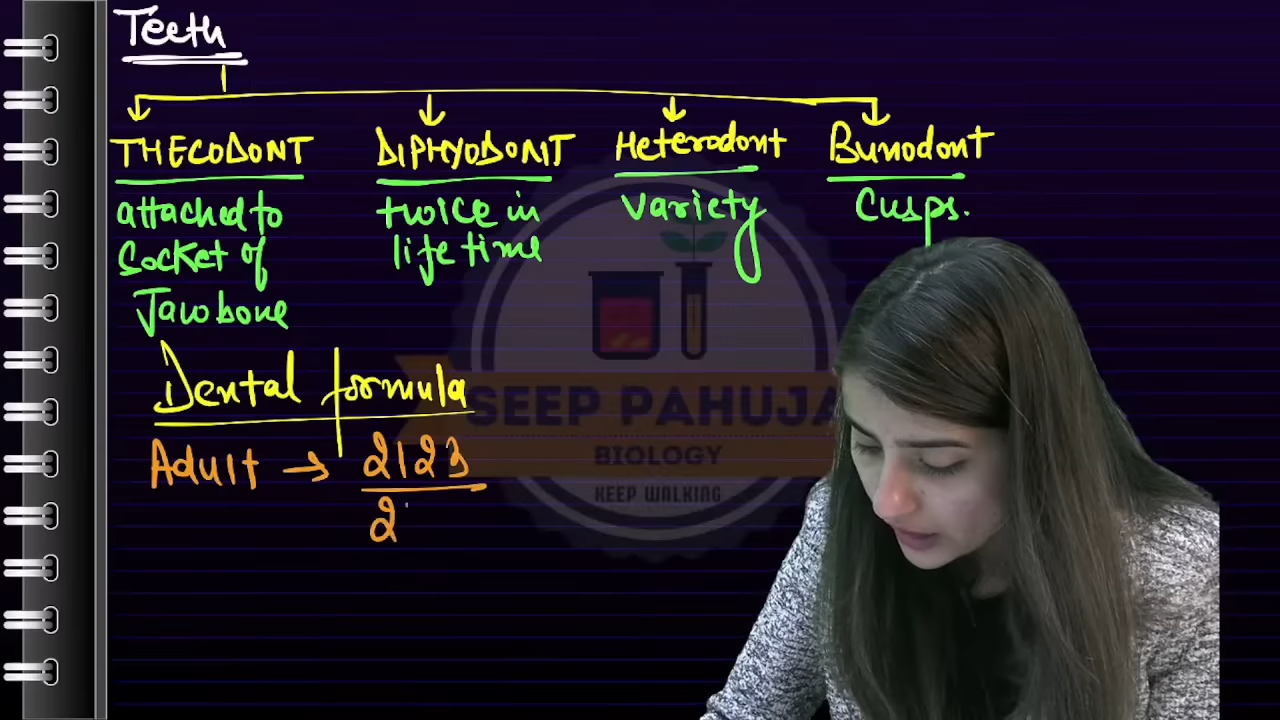 Teeth
THECODONT DIPHYODONT Heterodont Bunodont
attached to twice in variety Cusps.
Socket of life time
Jawbone
Dental formula
Adult → 2123
2
SEEP PAHUJA
BIOLOGY
KEEP WALKING